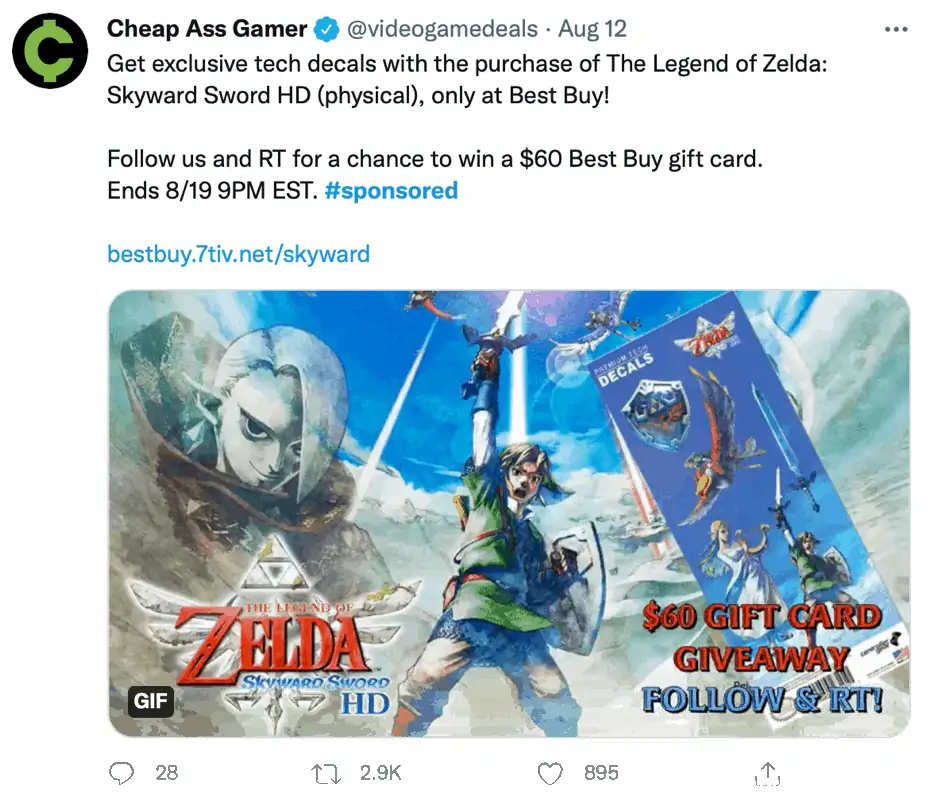 Cheap Ass Gamer @videogamedeals · Aug 12
Get exclusive tech decals with the purchase of The Legend of Zelda:
Skyward Sword HD (physical), only at Best Buy!
Follow us and RT for a chance to win a $60 Best Buy gift card.
Ends 8/19 9PM EST. #sponsored
bestbuy.7tiv.net/skyward
PREMIUM TECH
DECALS
ZELDA
THE LEGEND OF
ZELDA
SKYWARD SWORD
HD
$60 GIFT CARD
GIVEAWAY
FOLLOW & RT!
GIF
28 2.9K 895